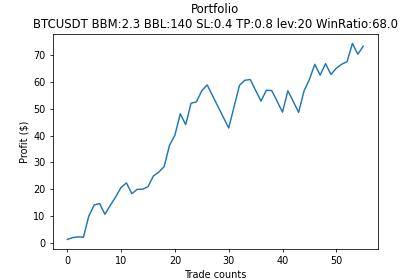 Portfolio
BTCUSDT BBM:2.3 BBL:140 SL:0.4 TP:0.8 lev:20 WinRatio:68.0
70
60
50
40
30
20
10
0
Profit ($)
0 10 20 30 40 50
Trade counts